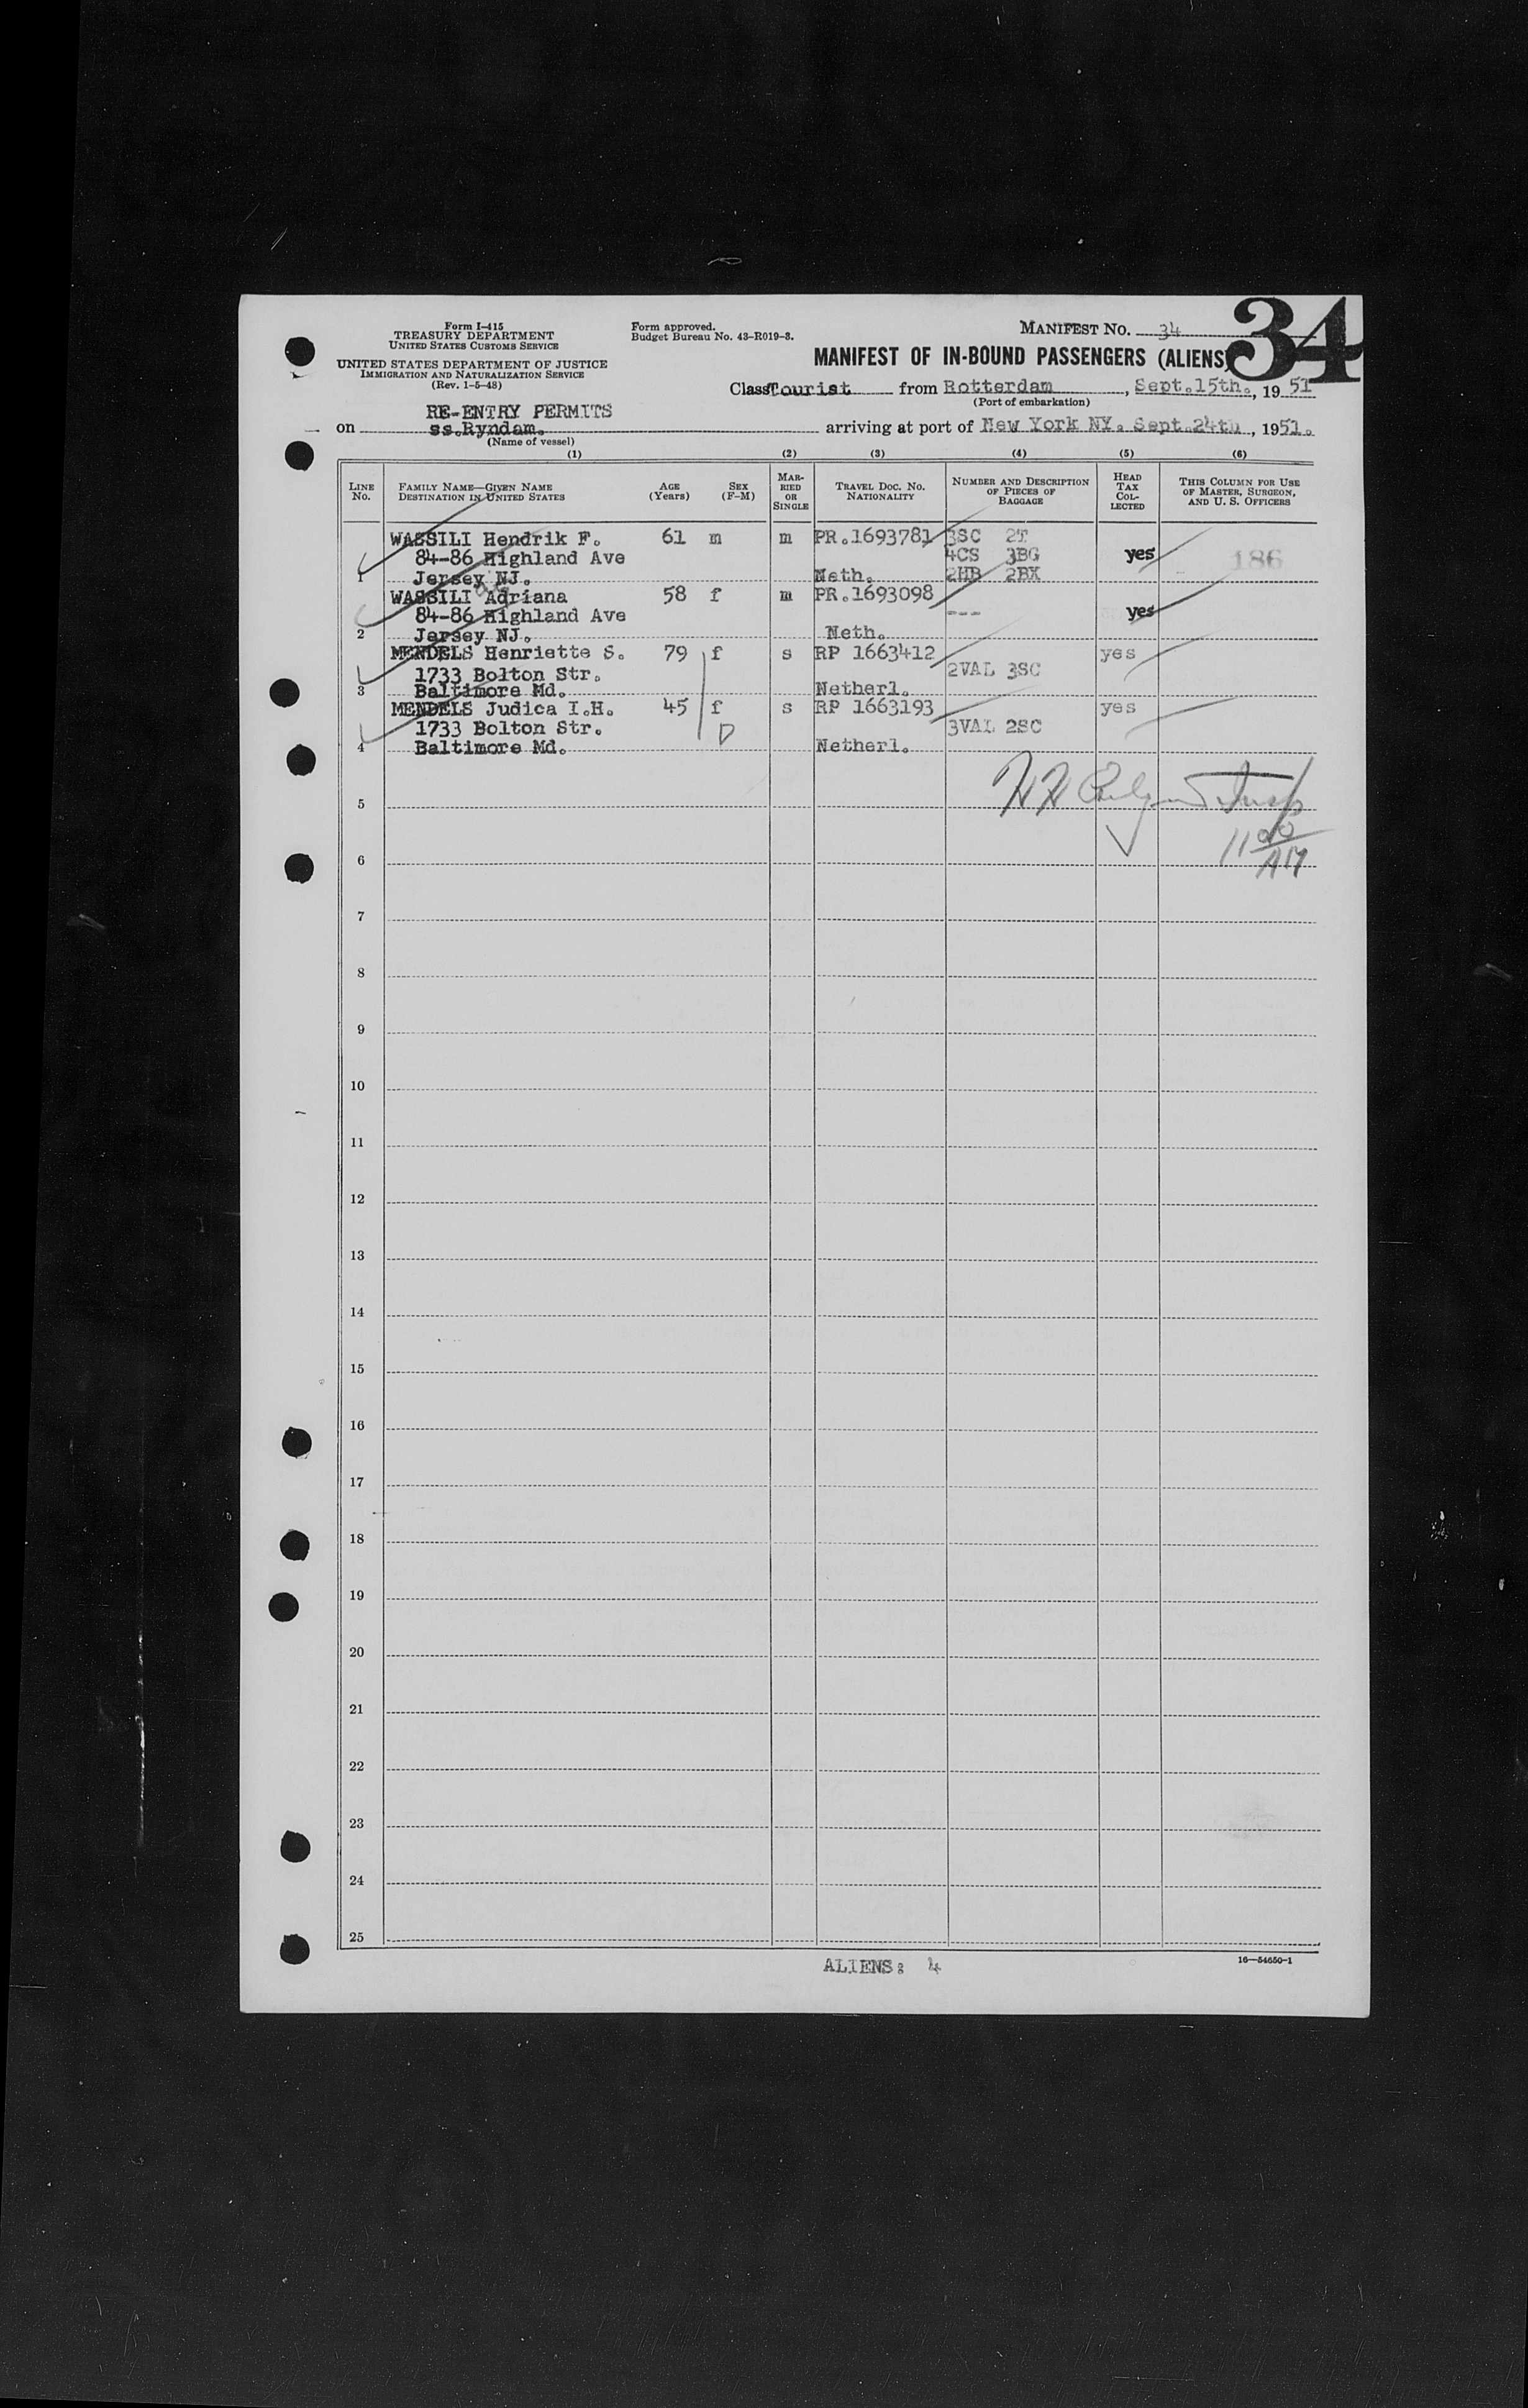 Form I-415
TREASURY DEPARTMENT
UNITED STATES CUSTOMS SERVICE
UNITED STATES DEPARTMENT OF JUSTICE
IMMIGRATION AND NATURALIZATION SERVICE
(Rev. 1-5-48)
Form approved.
Budget Bureau No. 43-R019-3.
MANIFEST NO. 34
34
MANIFEST OF IN-BOUND PASSENGERS (ALIENS)
Class Tourist from Rotterdam, Sept.15th., 1951
(Port of embarkation)
RE-ENTRY PERMITS
on ss.Ryndam. arriving at port of New York NY. Sept.24th, 1951.
(Name of vessel)
(1) (2) (3) (4) (5) (6)
LINE NO. FAMILY NAME—GIVEN NAME DESTINATION IN UNITED STATES AGE (Years) SEX (F-M) MARRIED OR SINGLE TRAVEL DOC. NO. NATIONALITY NUMBER AND DESCRIPTION OF PIECES OF BAGGAGE HEAD TAX COLLECTED THIS COLUMN FOR USE OF MASTER, SURGEON, AND U. S. OFFICERS
WASSILI Hendrik F. 61 m m PR.1693781 3SC 2T
84-86 Highland Ave 4CS 3BG yes 186
1 Jersey NJ. Neth. 2HB 2BX
WASSILI Adriana 58 f m PR.1693098
84-86 Highland Ave --- yes
2 Jersey NJ. Neth.
MENDELS Henriette S. 79 f s RP 1663412 yes
1733 Bolton Str. 2VAL 3SC
3 Baltimore Md. Netherl.
MENDELS Judica I.H. 45 f s RP 1663193 yes
1733 Bolton Str. D 3VAL 2SC
4 Baltimore Md. Netherl.
5
11 00
AM
6
7
8
9
10
11
12
13
14
15
16
17
18
19
20
21
22
23
24
25
ALIENS: 4
16—54650-1